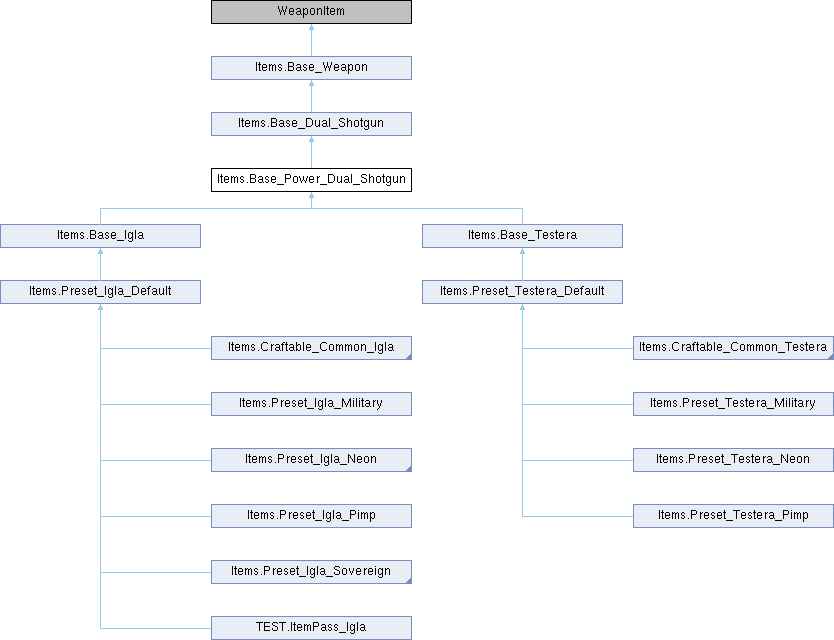 WeaponItem
Items.Base_Weapon
Items.Base_Dual_Shotgun
Items.Base_Power_Dual_Shotgun
Items.Base_Igla
Items.Base_Testera
Items.Preset_Igla_Default
Items.Preset_Testera_Default
Items.Craftable_Common_Igla
Items.Craftable_Common_Testera
Items.Preset_Igla_Military
Items.Preset_Testera_Military
Items.Preset_Igla_Neon
Items.Preset_Testera_Neon
Items.Preset_Igla_Pimp
Items.Preset_Testera_Pimp
Items.Preset_Igla_Sovereign
TEST.ItemPass_Igla